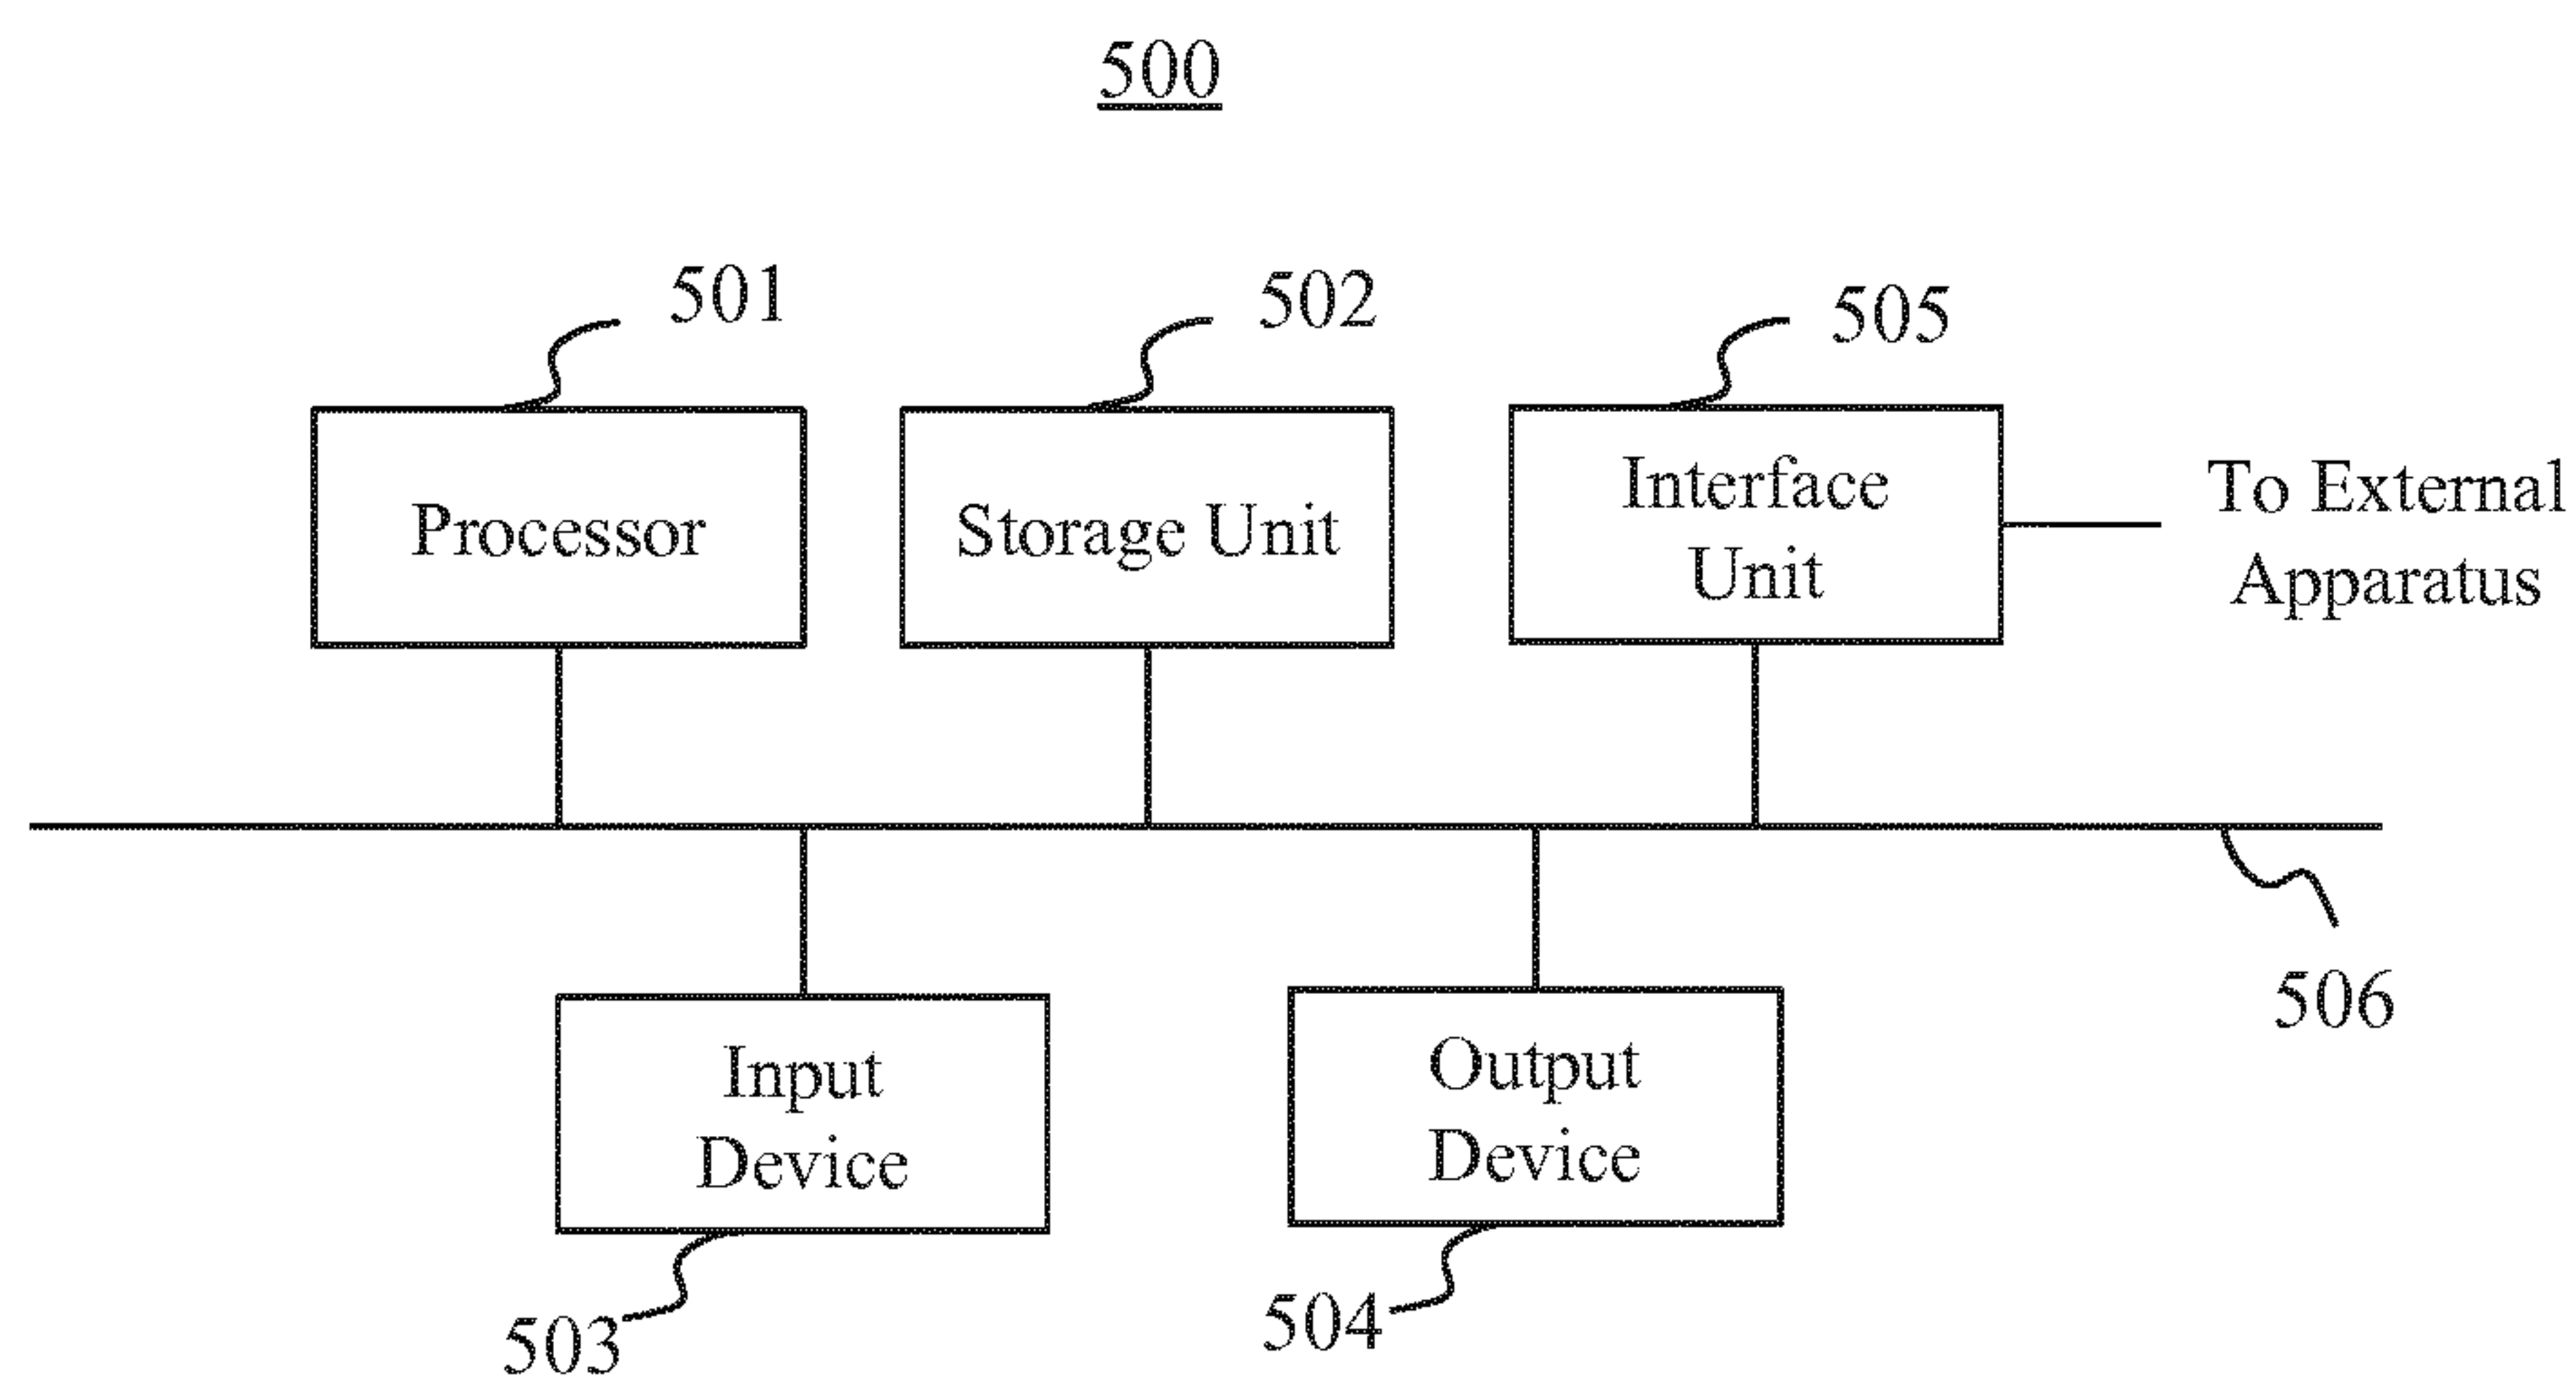 500
501
502
505
Processor
Storage Unit
Interface
Unit
To External
Apparatus
506
Input
Device
Output
Device
503
504